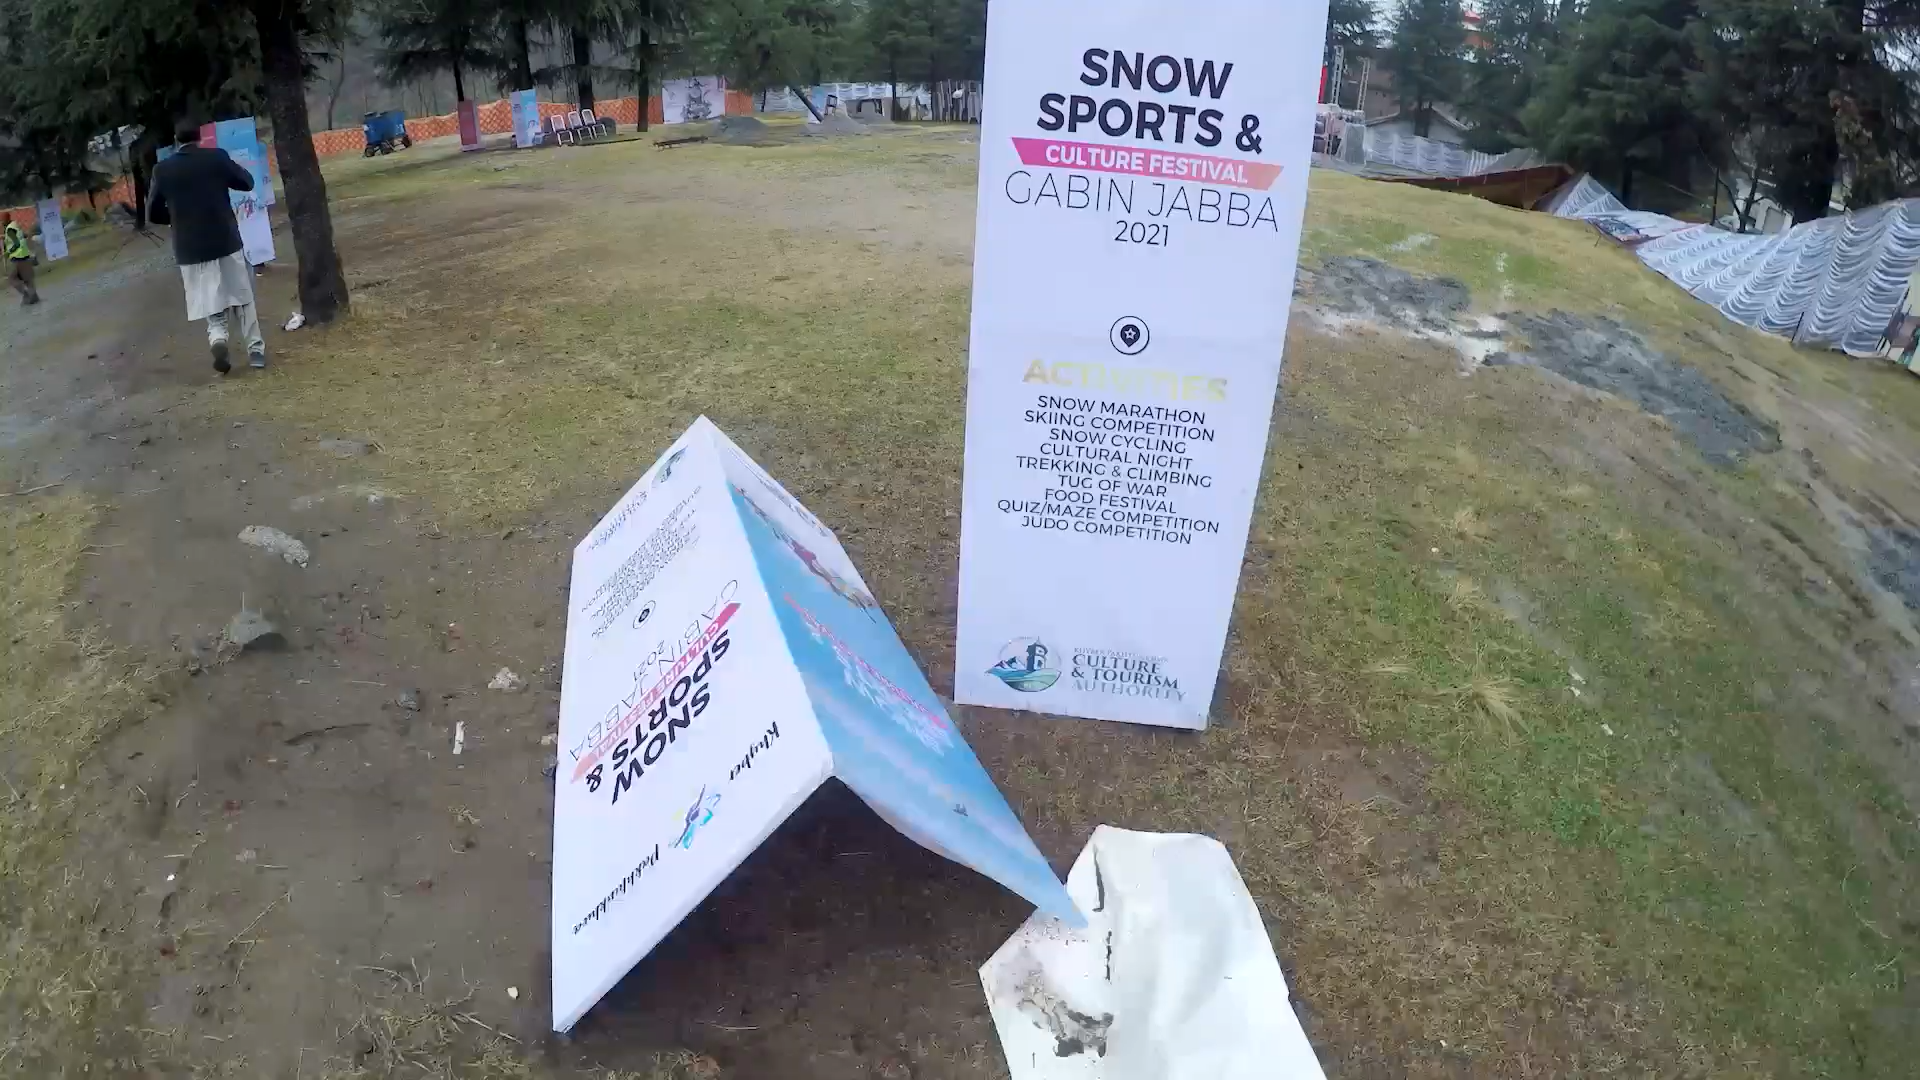 SNOW
SPORTS &
CULTURE FESTIVAL
GABIN JABBA
2021
ACTIVITIES
SNOW MARATHON
SKIING COMPETITION
SNOW CYCLING
CULTURAL NIGHT
TREKKING & CLIMBING
TUG OF WAR
FOOD FESTIVAL
QUIZ/MAZE COMPETITION
JUDO COMPETITION
CULTURE
& TOURISM
AUTHORITY
Khyber Pakhtunkhwa
SNOW
SPORTS &
CULTURE FESTIVAL
GABIN JABBA
2021